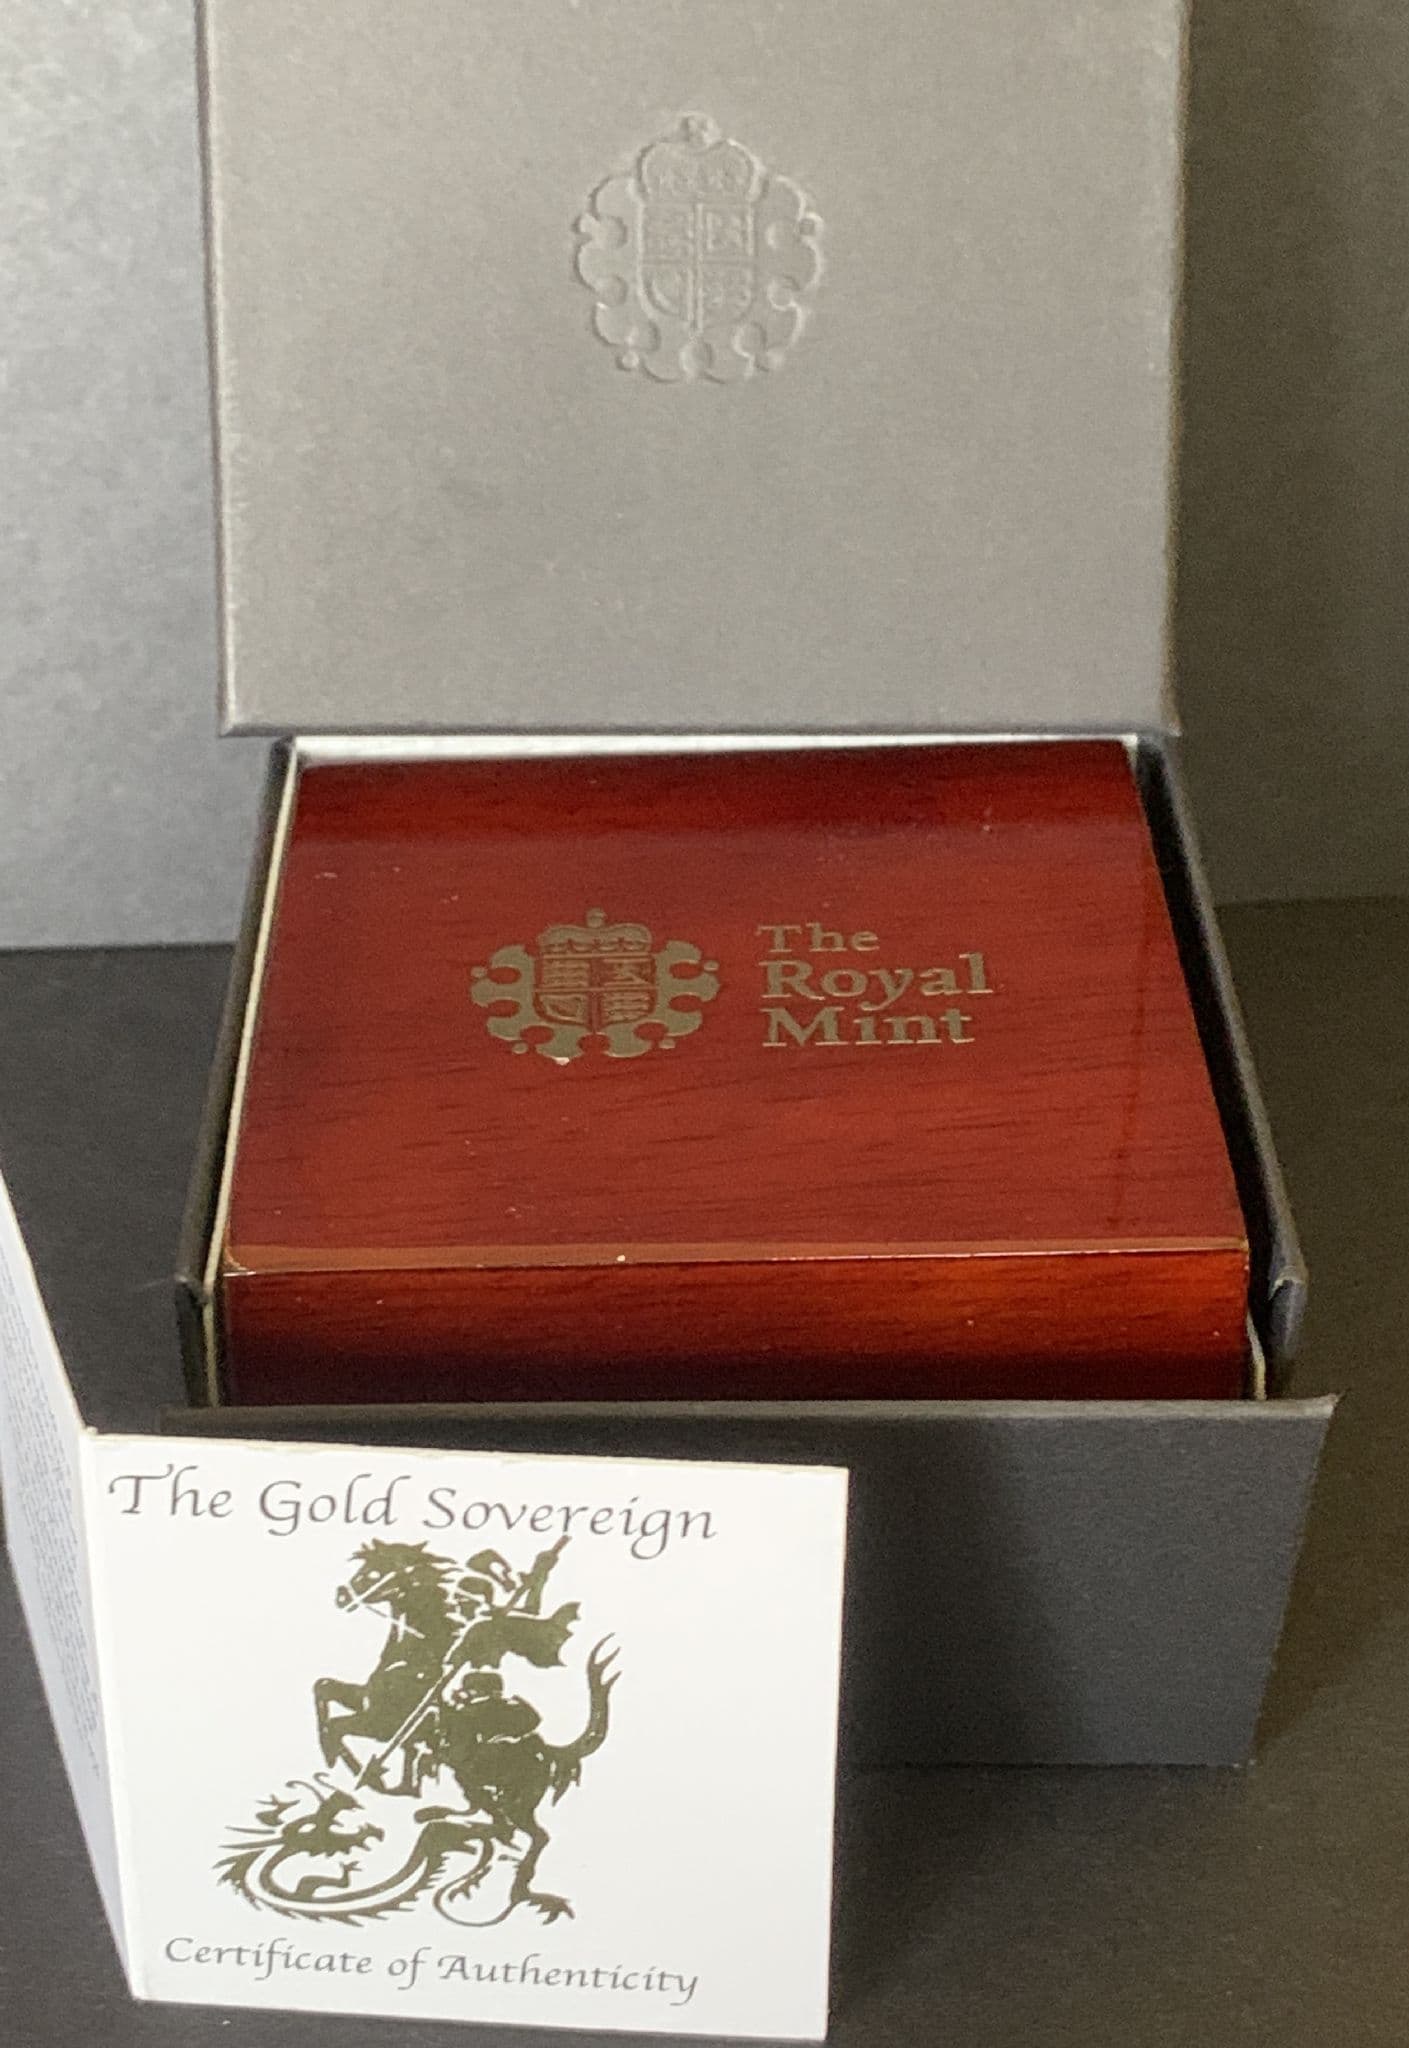 The
Royal
Mint
The Gold Sovereign
Certificate of Authenticity